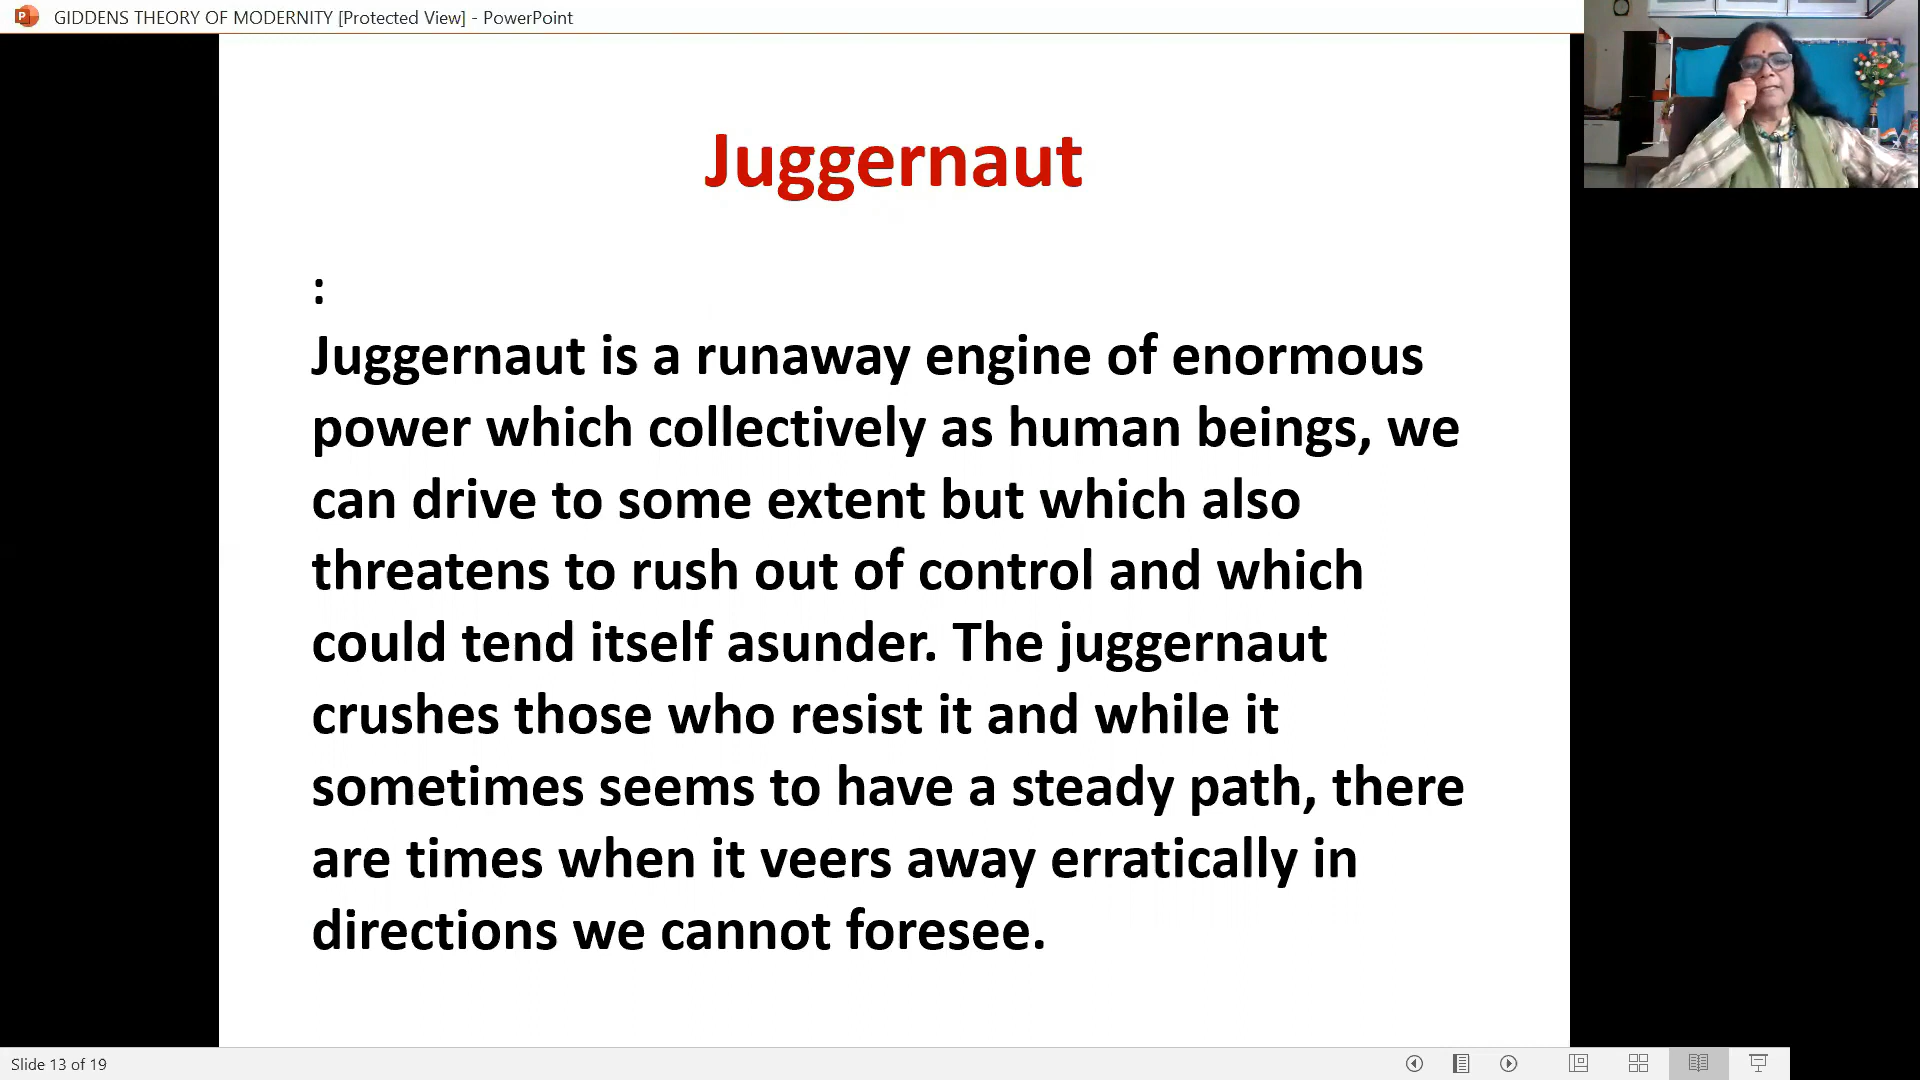 GIDDENS THEORY OF MODERNITY [Protected View] - PowerPoint
Juggernaut
:
Juggernaut is a runaway engine of enormous
power which collectively as human beings, we
can drive to some extent but which also
threatens to rush out of control and which
could tend itself asunder. The juggernaut
crushes those who resist it and while it
sometimes seems to have a steady path, there
are times when it veers away erratically in
directions we cannot foresee.
Slide 13 of 19